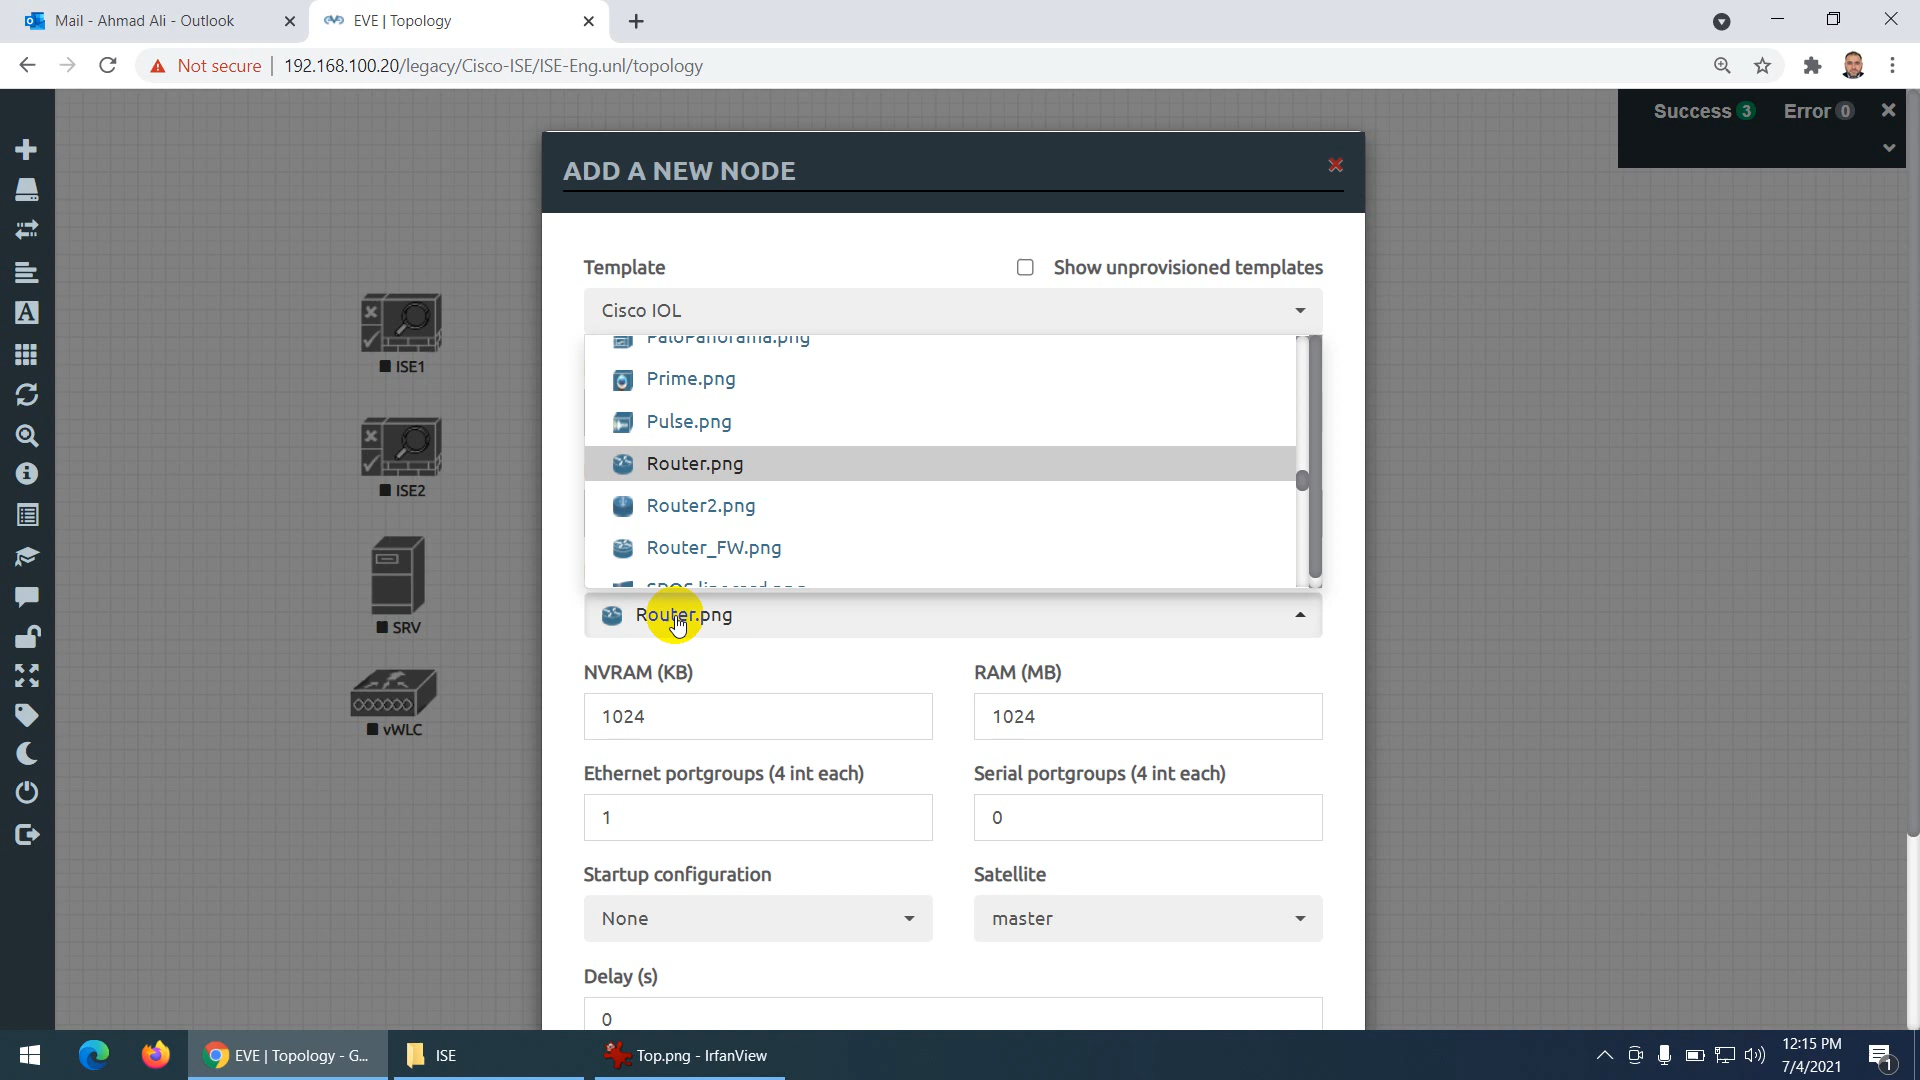 Mail - Ahmad Ali - Outlook
EVE | Topology
Not secure
192.168.100.20/legacy/Cisco-ISE/ISE-Eng.unl/topology
Success 3 Error 0
ADD A NEW NODE
Template
Show unprovisioned templates
Cisco IOL
PaloPanorama.png
Prime.png
Pulse.png
Router.png
Router2.png
Router_FW.png
Router.png
ISE1
ISE2
SRV
vWLC
NVRAM (KB)
RAM (MB)
1024
1024
Ethernet portgroups (4 int each)
Serial portgroups (4 int each)
1
0
Startup configuration
Satellite
None
master
Delay (s)
0
EVE | Topology - G...
ISE
Top.png - IrfanView
12:15 PM
7/4/2021
1